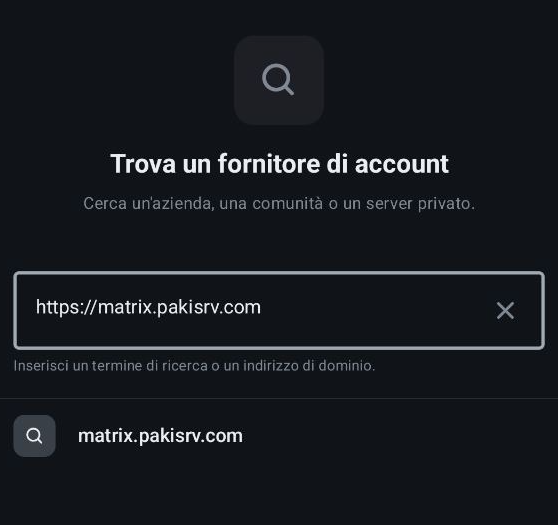 Trova un fornitore di account
Cerca un'azienda, una comunità o un server privato.
https://matrix.pakisrv.com
Inserisci un termine di ricerca o un indirizzo di dominio.
matrix.pakisrv.com